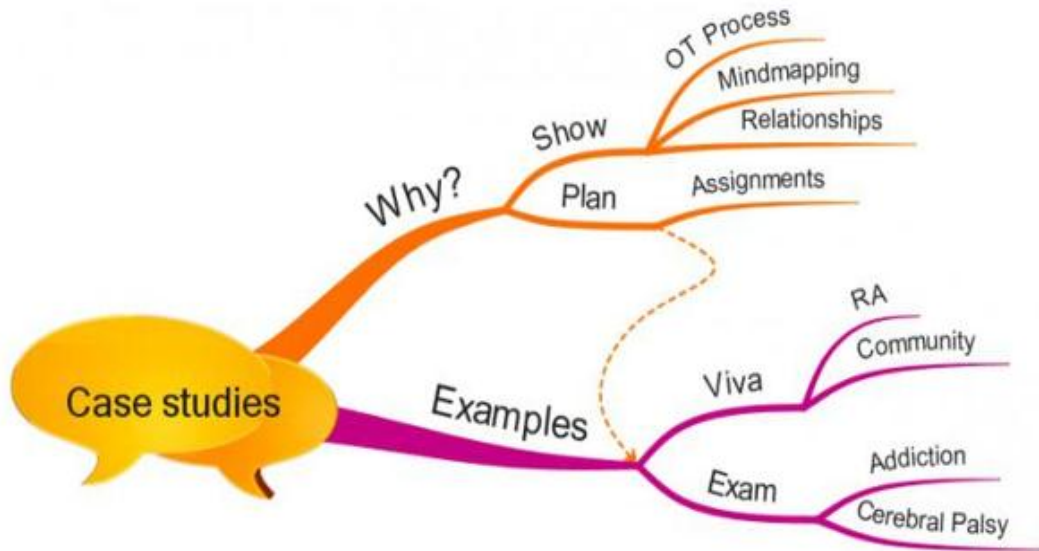 Case studies
Why?
Show
OT Process
Mindmapping
Relationships
Plan
Assignments
Examples
Viva
RA
Community
Exam
Addiction
Cerebral Palsy